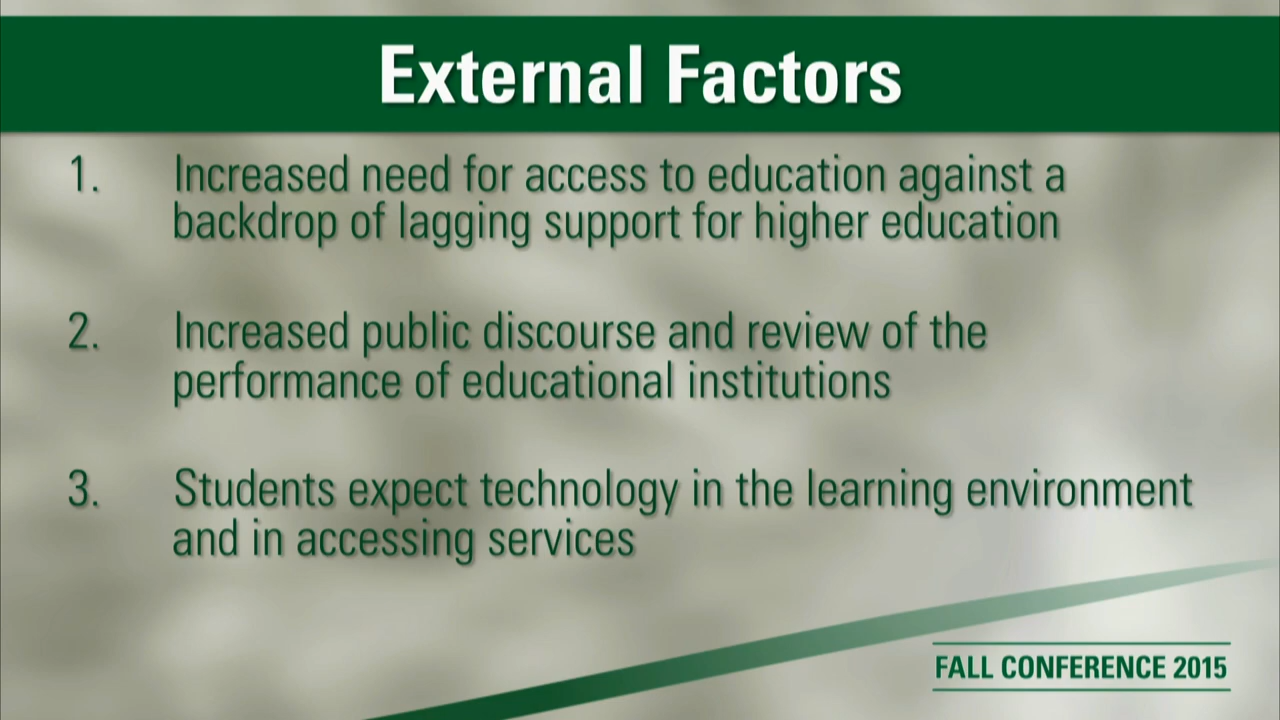 External Factors
1. Increased need for access to education against a
backdrop of lagging support for higher education
2. Increased public discourse and review of the
performance of educational institutions
3. Students expect technology in the learning environment
and in accessing services
FALL CONFERENCE 2015